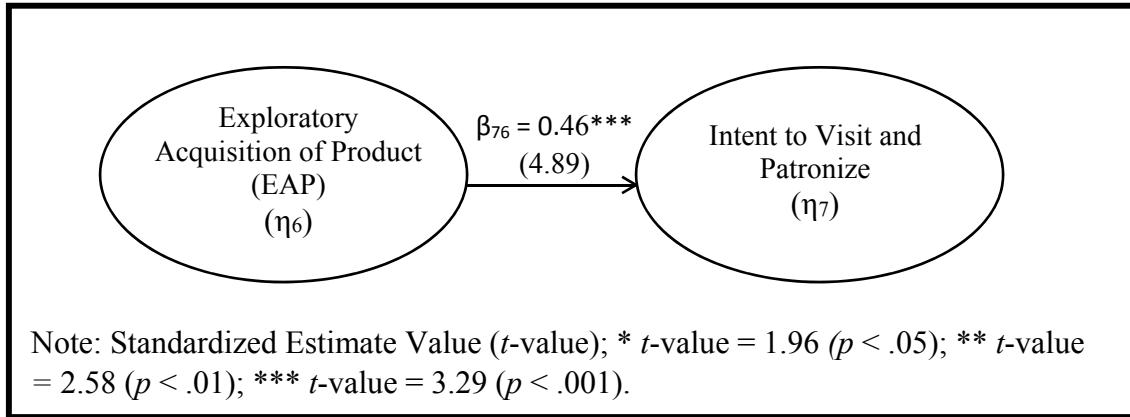 Exploratory
Acquisition of Product
(EAP)
(η₆)
β₇₆ = 0.46***
(4.89)
Intent to Visit and
Patronize
(η₇)
Note: Standardized Estimate Value (t-value); * t-value = 1.96 (p < .05); ** t-value
= 2.58 (p < .01); *** t-value = 3.29 (p < .001).